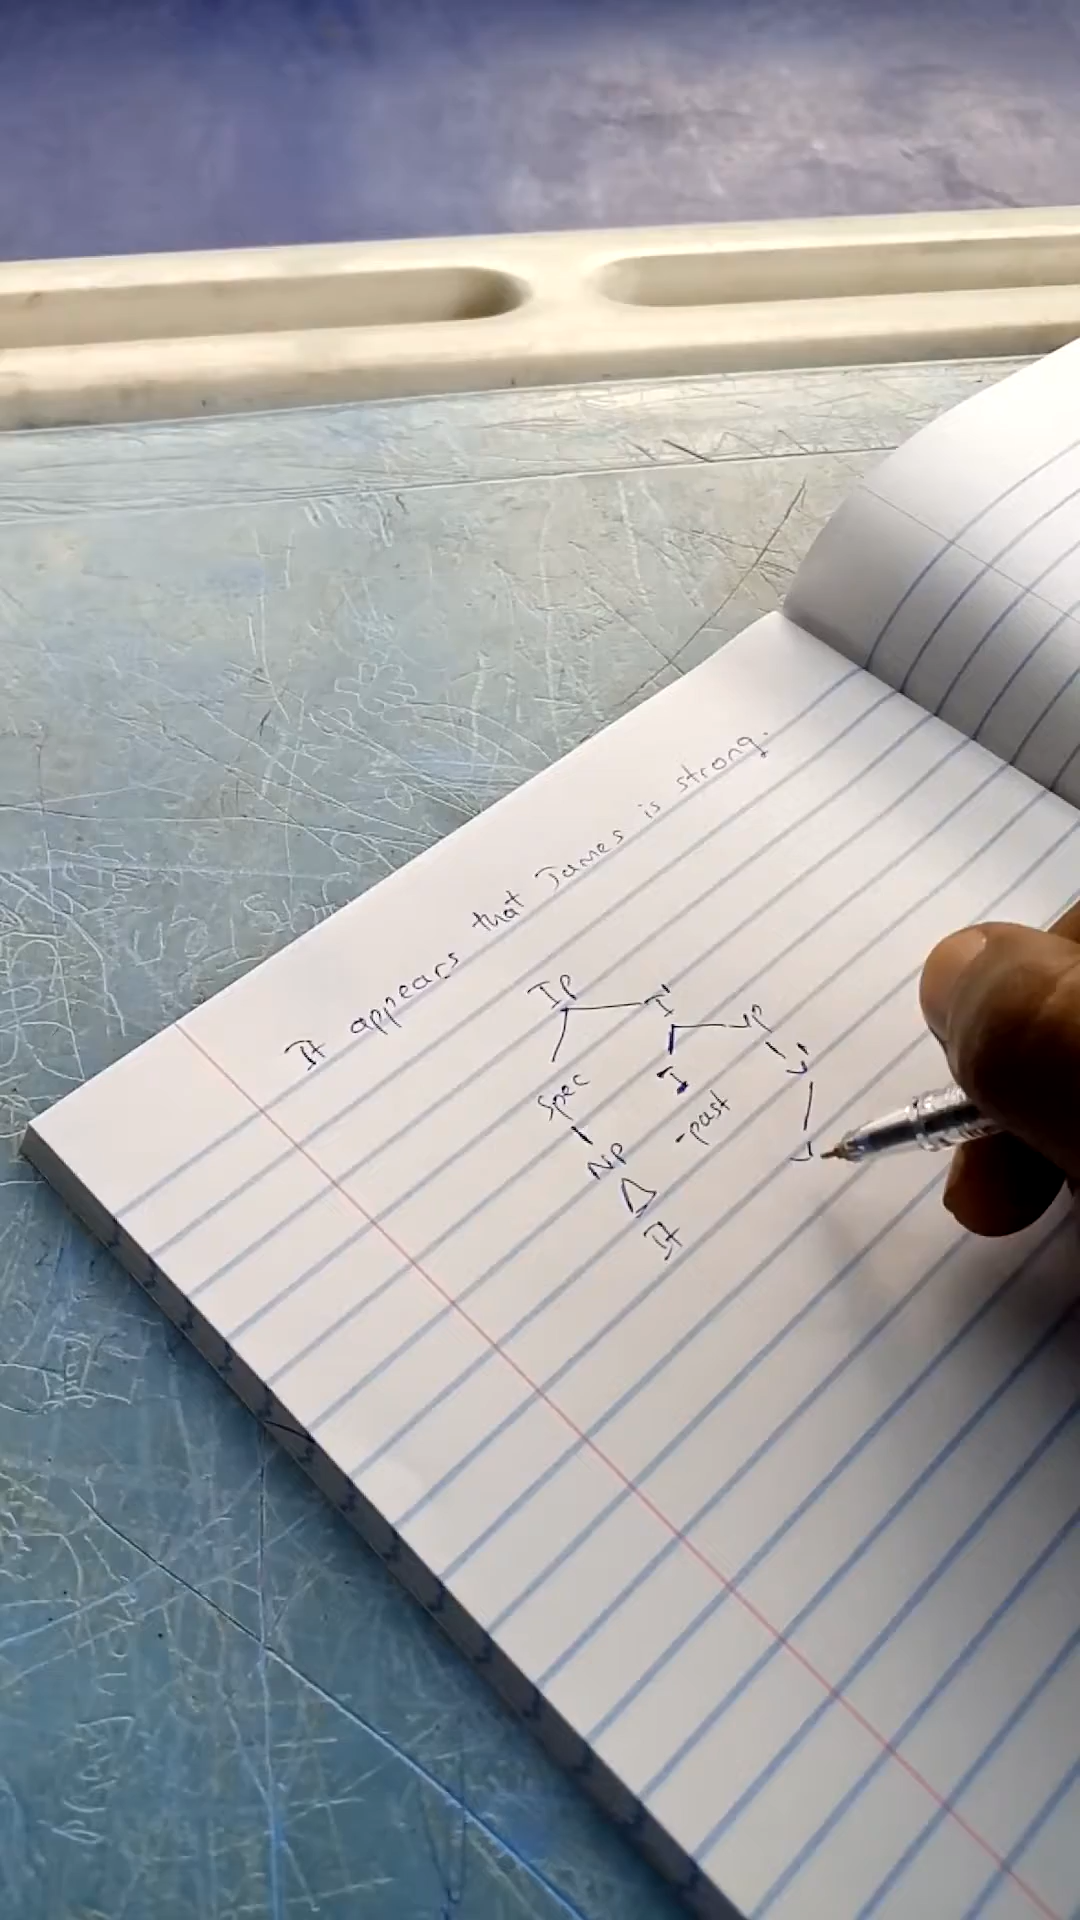 It appears that James is strong.
IP I'
Spec I VP
NP -past V'
It V